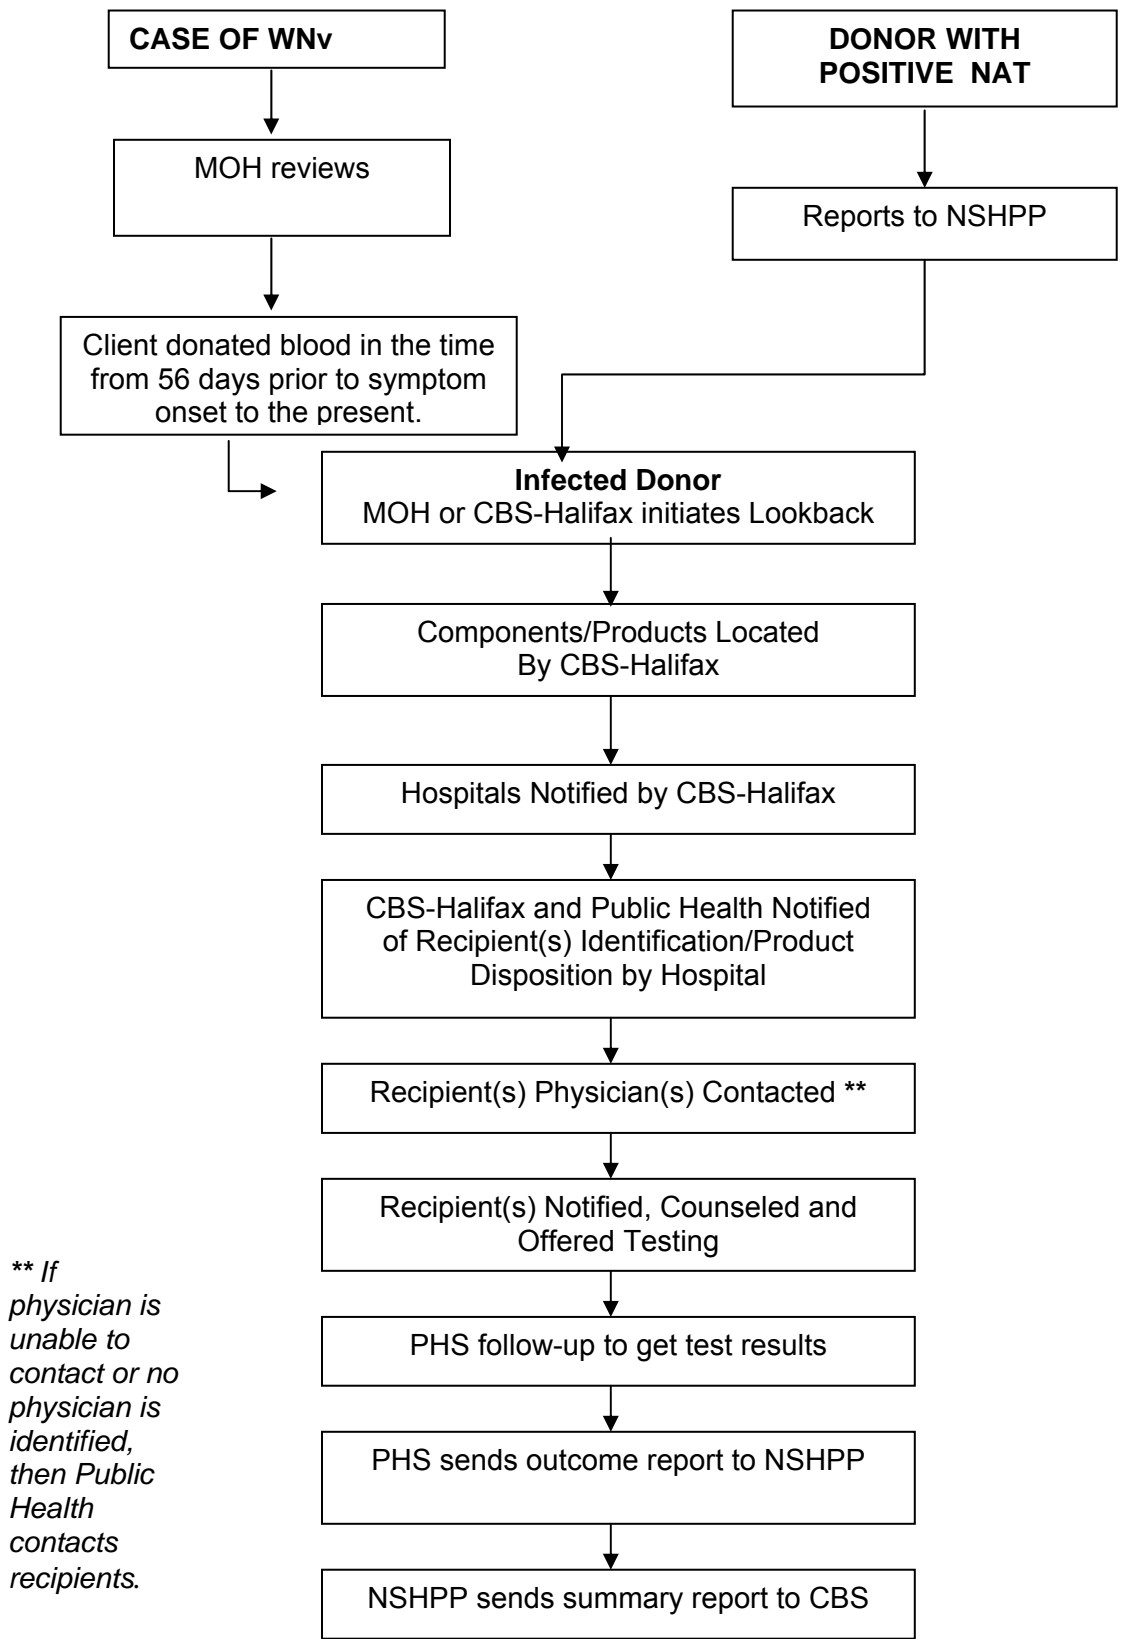 CASE OF WNv
DONOR WITH
POSITIVE NAT
MOH reviews
Reports to NSHPP
Client donated blood in the time
from 56 days prior to symptom
onset to the present.
Infected Donor
MOH or CBS-Halifax initiates Lookback
Components/Products Located
By CBS-Halifax
Hospitals Notified by CBS-Halifax
CBS-Halifax and Public Health Notified
of Recipient(s) Identification/Product
Disposition by Hospital
Recipient(s) Physician(s) Contacted **
Recipient(s) Notified, Counseled and
Offered Testing
** If
physician is
unable to
contact or no
physician is
identified,
then Public
Health
contacts
recipients.
PHS follow-up to get test results
PHS sends outcome report to NSHPP
NSHPP sends summary report to CBS